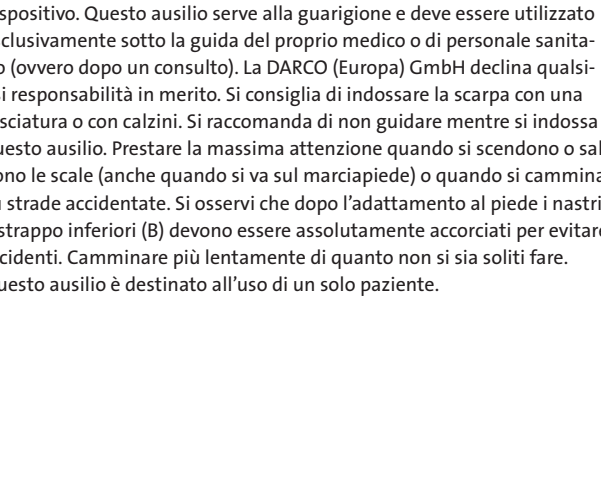 spositivo. Questo ausilio serve alla guarigione e deve essere utilizzato
sclusivamente sotto la guida del proprio medico o di personale sanita-
o (ovvero dopo un consulto). La DARCO (Europa) GmbH declina qualsi-
si responsabilità in merito. Si consiglia di indossare la scarpa con una
sciatura o con calzini. Si raccomanda di non guidare mentre si indossa
uesto ausilio. Prestare la massima attenzione quando si scendono o sal
ono le scale (anche quando si va sul marciapiede) o quando si cammina
u strade accidentate. Si osservi che dopo l’adattamento al piede i nastri
strappo inferiori (B) devono essere assolutamente accorciati per evitare
cidenti. Camminare più lentamente di quanto non si sia soliti fare.
uesto ausilio è destinato all’uso di un solo paziente.